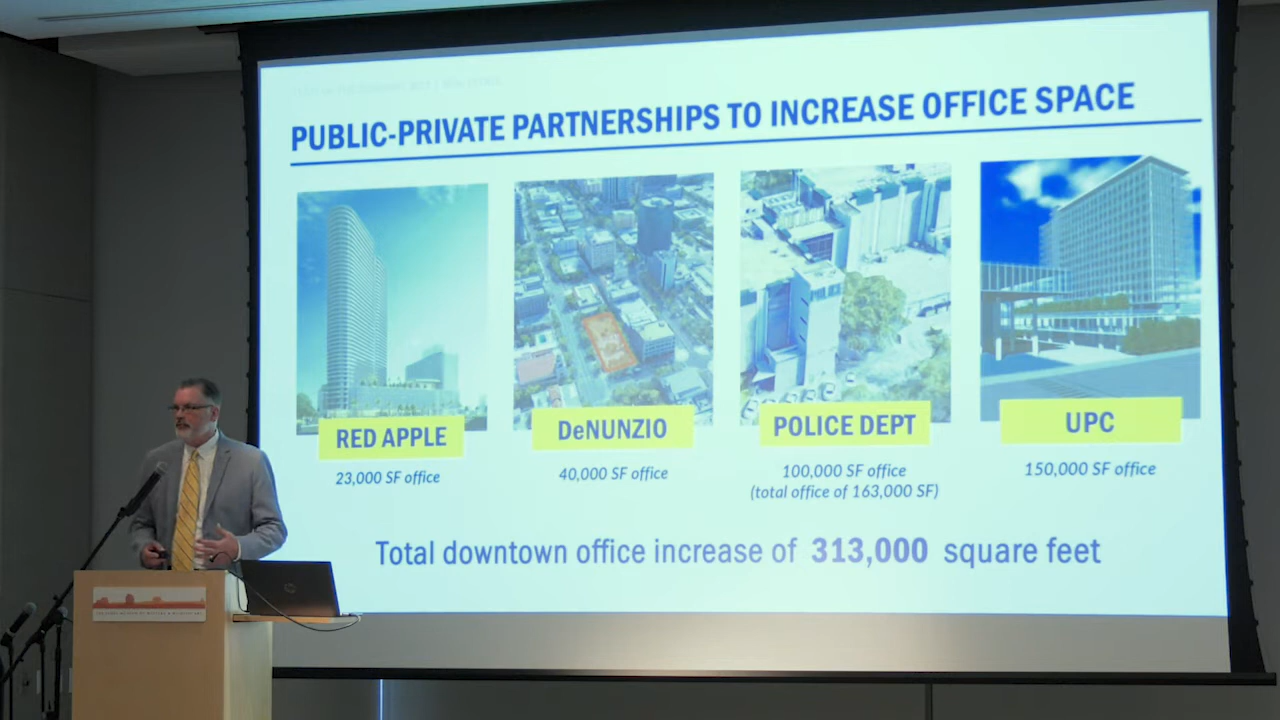 PUBLIC-PRIVATE PARTNERSHIPS TO INCREASE OFFICE SPACE
RED APPLE
23,000 SF office
DeNUNZIO
40,000 SF office
POLICE DEPT
100,000 SF office
(total office of 163,000 SF)
UPC
150,000 SF office
Total downtown office increase of 313,000 square feet